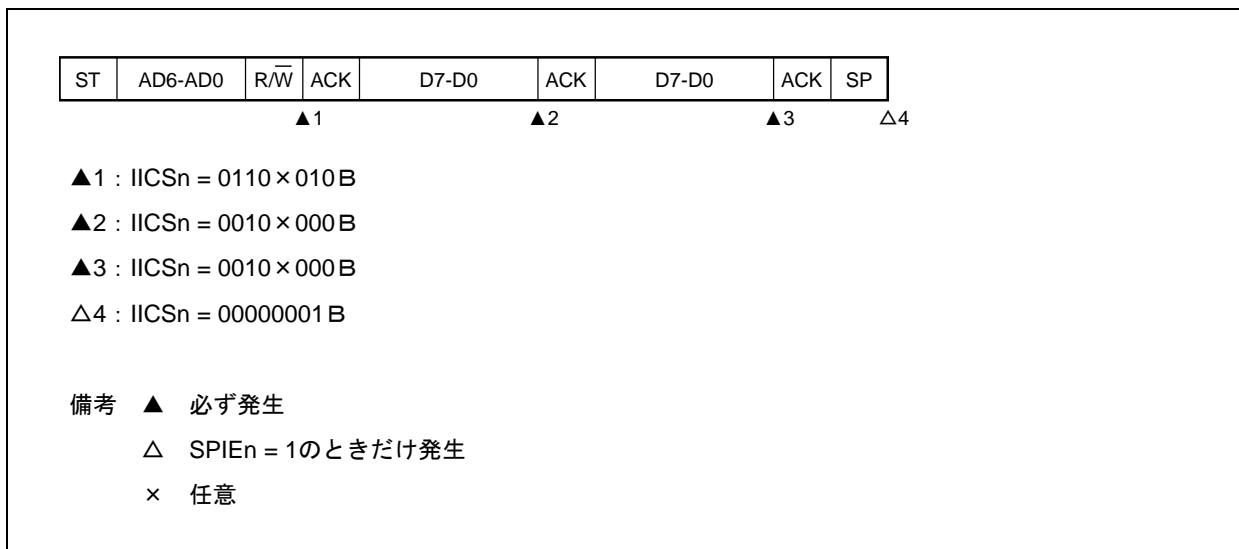 ST AD6-AD0 R/W̅ ACK D7-D0 ACK D7-D0 ACK SP
▲1 ▲2 ▲3 △4
▲1：IICSn = 0110×010B
▲2：IICSn = 0010×000B
▲3：IICSn = 0010×000B
△4：IICSn = 00000001B
備考 ▲ 必ず発生
△ SPIEn = 1のときだけ発生
× 任意